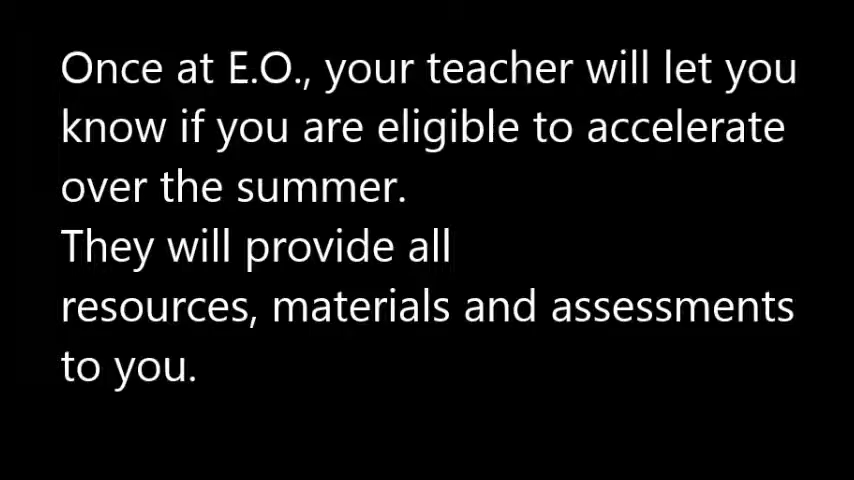 Once at E.O., your teacher will let you
know if you are eligible to accelerate
over the summer.
They will provide all
resources, materials and assessments
to you.